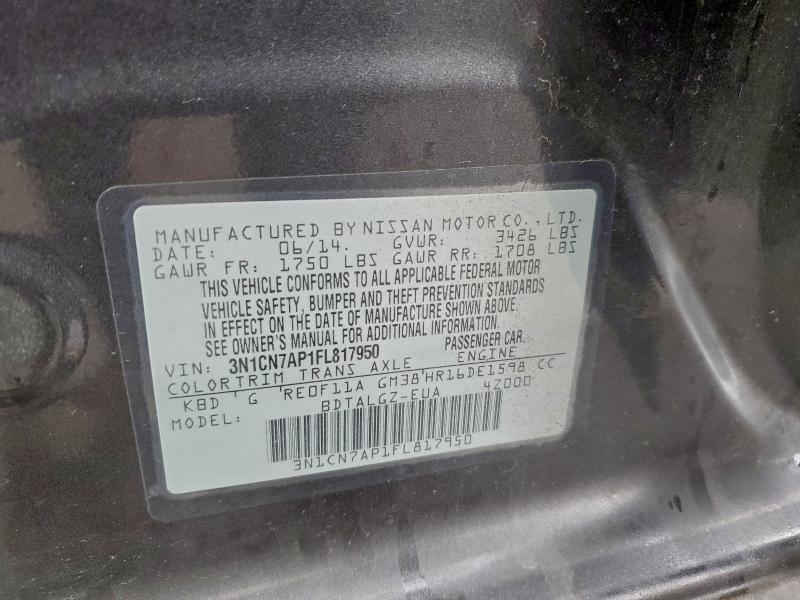 MANUFACTURED BY NISSAN MOTOR CO., LTD.
DATE: 06/14. GVWR: 3426 LBS
GAWR FR: 1750 LBS GAWR RR: 1708 LBS
THIS VEHICLE CONFORMS TO ALL APPLICABLE FEDERAL MOTOR
VEHICLE SAFETY, BUMPER AND THEFT PREVENTION STANDARDS
IN EFFECT ON THE DATE OF MANUFACTURE SHOWN ABOVE.
SEE OWNER'S MANUAL FOR ADDITIONAL INFORMATION.
VIN: 3N1CN7AP1FL817950 PASSENGER CAR.
COLOR TRIM TRANS AXLE ENGINE
KBD G RE0F11A GM38 HR16DE1598 CC
MODEL: BDTALGZ-EUA 4Z000
3N1CN7AP1FL817950